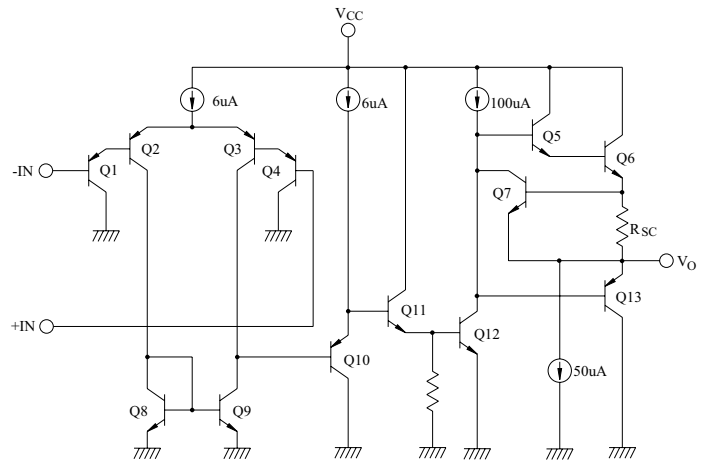 VCC
6uA
6uA
100uA
Q5
Q2
Q3
Q6
Q1
Q4
Q7
-IN
RSC
VO
Q11
Q13
+IN
Q12
Q10
50uA
Q8
Q9